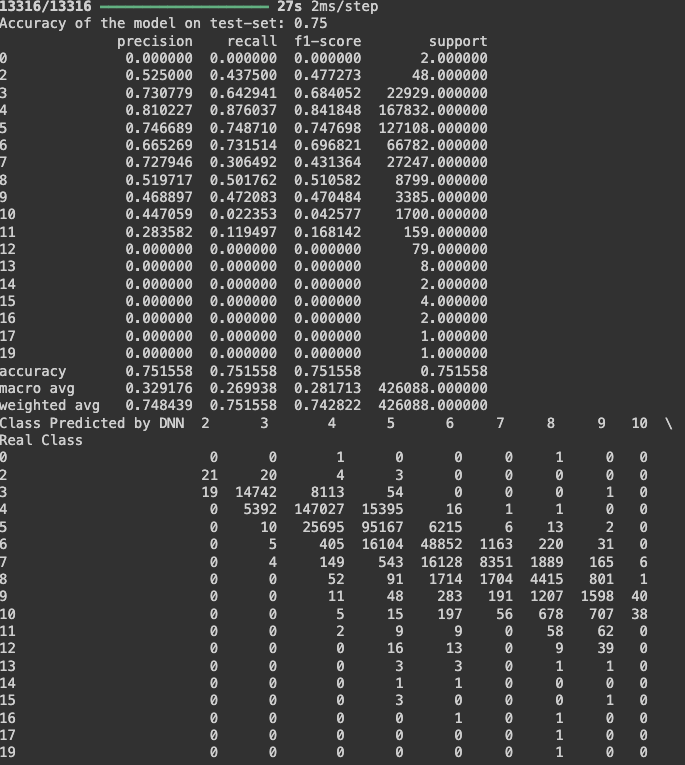 13316/13316 ━━━━━━━━━━━━━━━━━━━━ 27s 2ms/step
Accuracy of the model on test-set: 0.75
precision recall f1-score support
0 0.000000 0.000000 0.000000 2.000000
2 0.525000 0.437500 0.477273 48.000000
3 0.730779 0.642941 0.684052 22929.000000
4 0.810227 0.876037 0.841848 167832.000000
5 0.746689 0.748710 0.747698 127108.000000
6 0.665269 0.731514 0.696821 66782.000000
7 0.727946 0.306492 0.431364 27247.000000
8 0.519717 0.501762 0.510582 8799.000000
9 0.468897 0.472083 0.470484 3385.000000
10 0.447059 0.022353 0.042577 1700.000000
11 0.283582 0.119497 0.168142 159.000000
12 0.000000 0.000000 0.000000 79.000000
13 0.000000 0.000000 0.000000 8.000000
14 0.000000 0.000000 0.000000 2.000000
15 0.000000 0.000000 0.000000 4.000000
16 0.000000 0.000000 0.000000 2.000000
17 0.000000 0.000000 0.000000 1.000000
19 0.000000 0.000000 0.000000 1.000000
accuracy 0.751558 0.751558 0.751558 0.751558
macro avg 0.329176 0.269938 0.281713 426088.000000
weighted avg 0.748439 0.751558 0.742822 426088.000000
Class Predicted by DNN 2 3 4 5 6 7 8 9 10 \
Real Class
0 0 0 1 0 0 0 1 0 0
2 21 20 4 3 0 0 0 0 0
3 19 14742 8113 54 0 0 0 1 0
4 0 5392 147027 15395 16 1 1 0 0
5 0 10 25695 95167 6215 6 13 2 0
6 0 5 405 16104 48852 1163 220 31 0
7 0 4 149 543 16128 8351 1889 165 6
8 0 0 52 91 1714 1704 4415 801 1
9 0 0 11 48 283 191 1207 1598 40
10 0 0 5 15 197 56 678 707 38
11 0 0 2 9 9 0 58 62 0
12 0 0 0 16 13 0 9 39 0
13 0 0 0 3 3 0 1 1 0
14 0 0 0 1 1 0 0 0 0
15 0 0 0 3 0 0 0 1 0
16 0 0 0 0 1 0 1 0 0
17 0 0 0 0 0 0 1 0 0
19 0 0 0 0 0 0 1 0 0